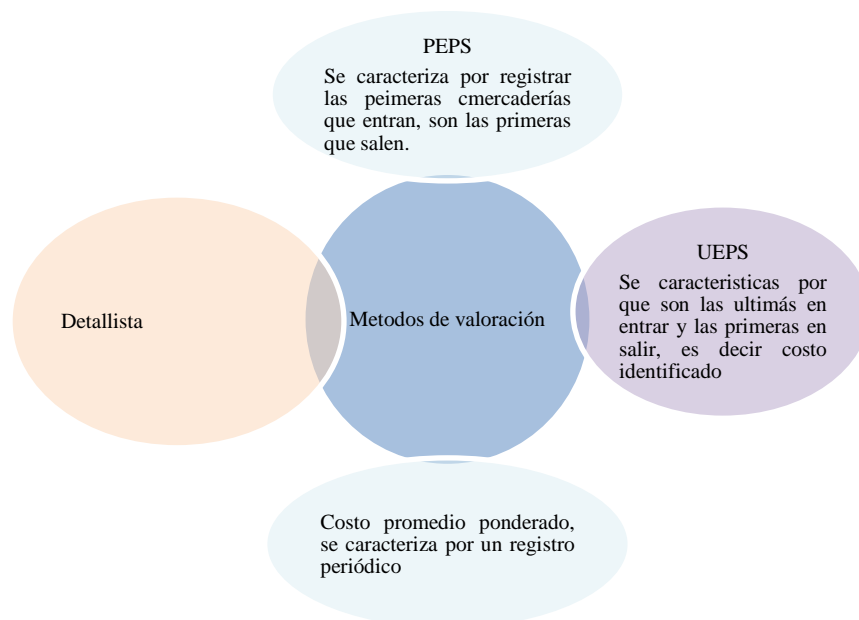 PEPS
Se caracteriza por registrar
las peimeras cmercaderías
que entran, son las primeras
que salen.
Detallista
Metodos de valoración
UEPS
Se caracteristicas por
que son las ultimás en
entrar y las primeras en
salir, es decir costo
identificado
Costo promedio ponderado,
se caracteriza por un registro
periódico